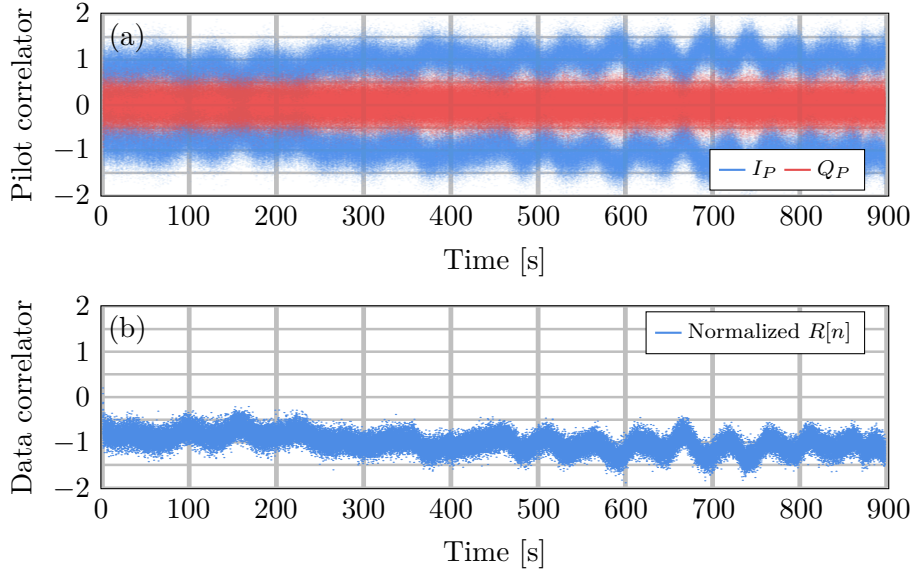 (a)
Pilot correlator
2
1
0
−1
−2
I_P Q_P
0 100 200 300 400 500 600 700 800 900
Time [s]
(b)
Data correlator
2
1
0
−1
−2
Normalized R[n]
0 100 200 300 400 500 600 700 800 900
Time [s]